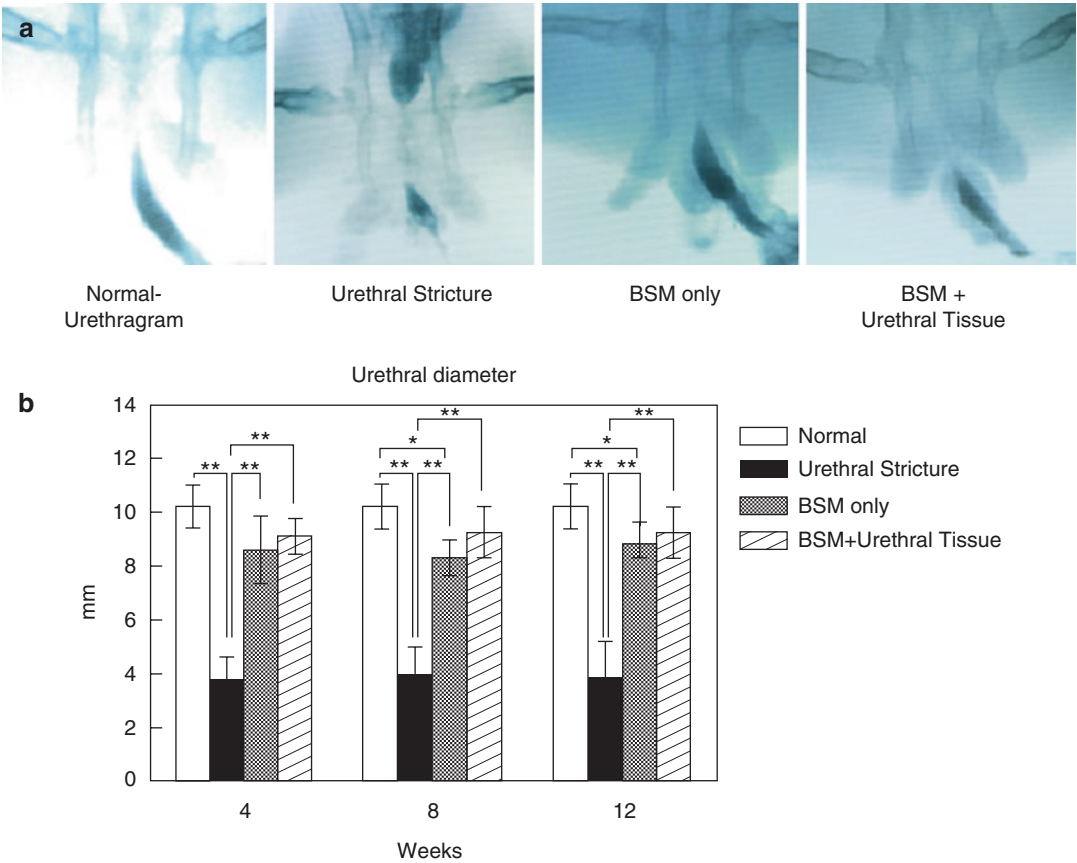 a
Normal-
Urethragram
Urethral Stricture
BSM only
BSM +
Urethral Tissue
b
Urethral diameter
14
12
10
8
6
4
2
0
mm
** ** **
** ** * **
** ** * **
4 8 12
Weeks
Normal
Urethral Stricture
BSM only
BSM+Urethral Tissue